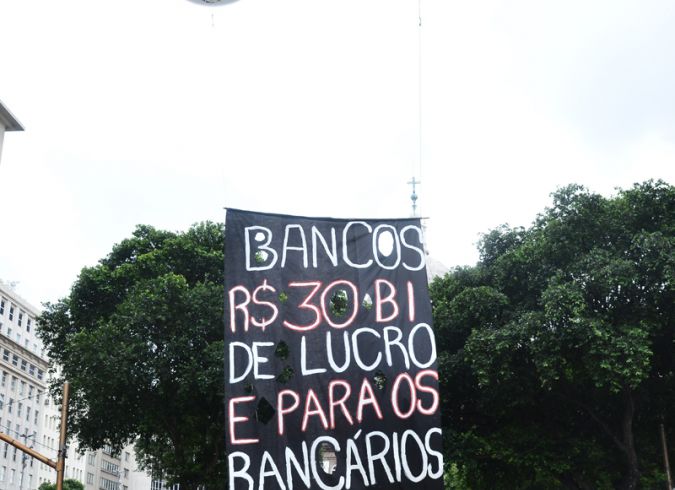 BANCOS
R$30 BI
DE LUCRO
E PARA OS
BANCÁRIOS